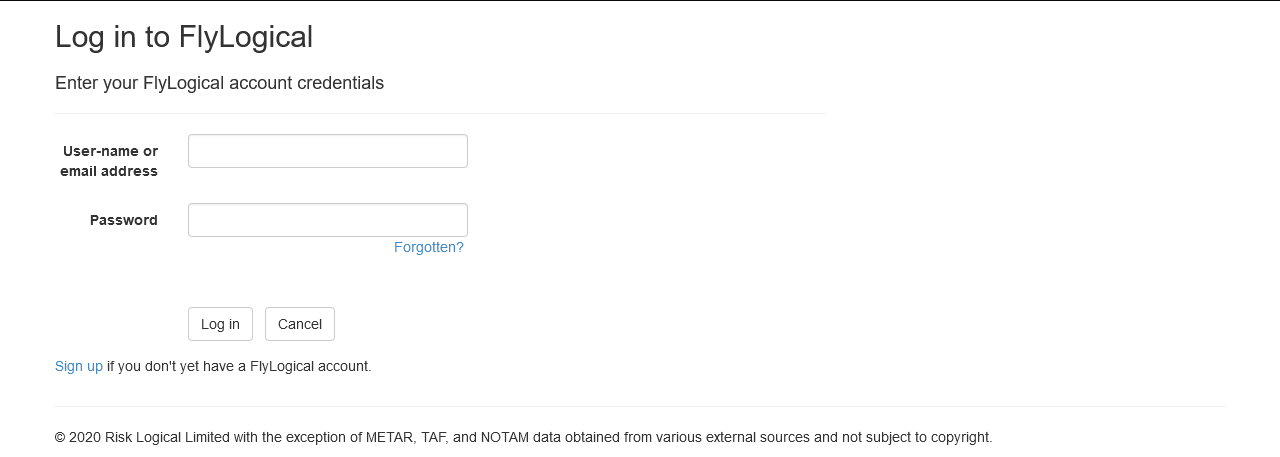 Log in to FlyLogical
Enter your FlyLogical account credentials
User-name or
email address
Password
Forgotten?
Log in Cancel
Sign up if you don't yet have a FlyLogical account.
© 2020 Risk Logical Limited with the exception of METAR, TAF, and NOTAM data obtained from various external sources and not subject to copyright.